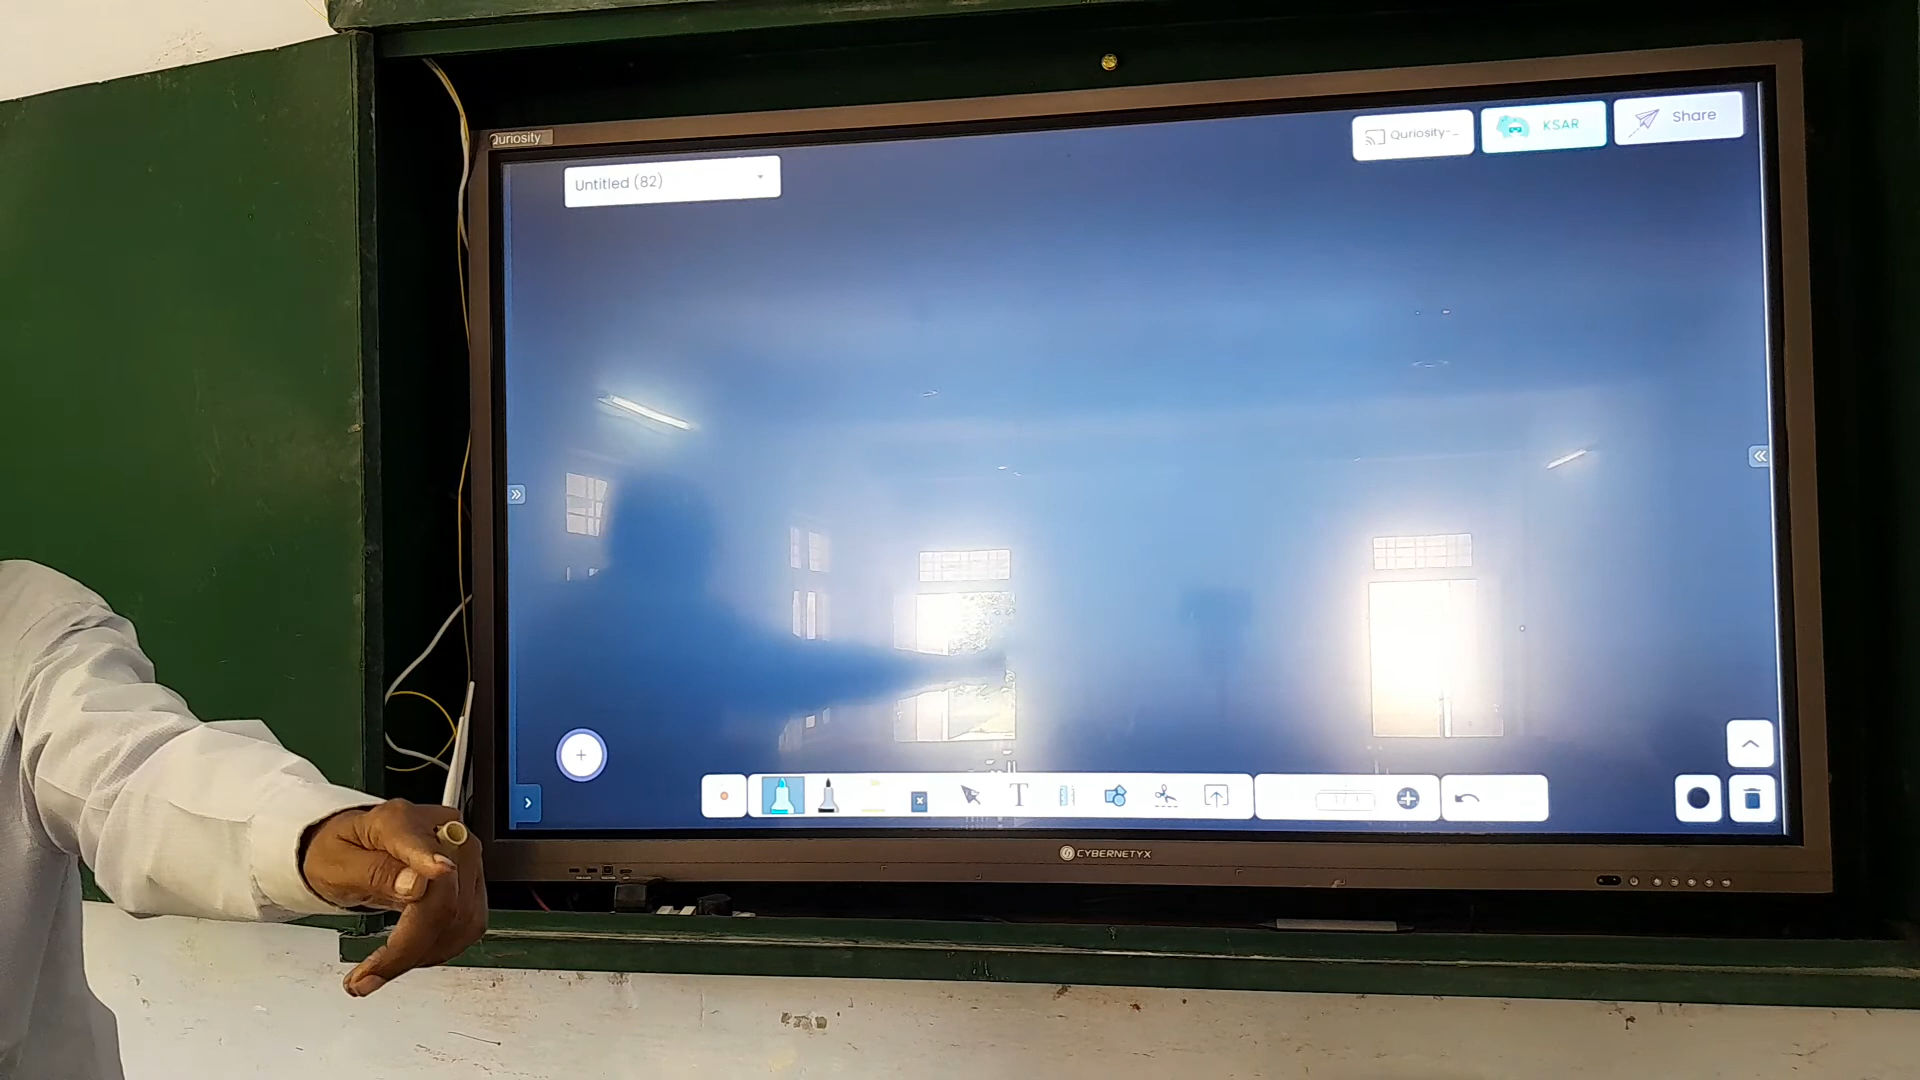 Quriosity
Untitled (82)
Quriosity-...
KSAR
Share
T
CYBERNETYX